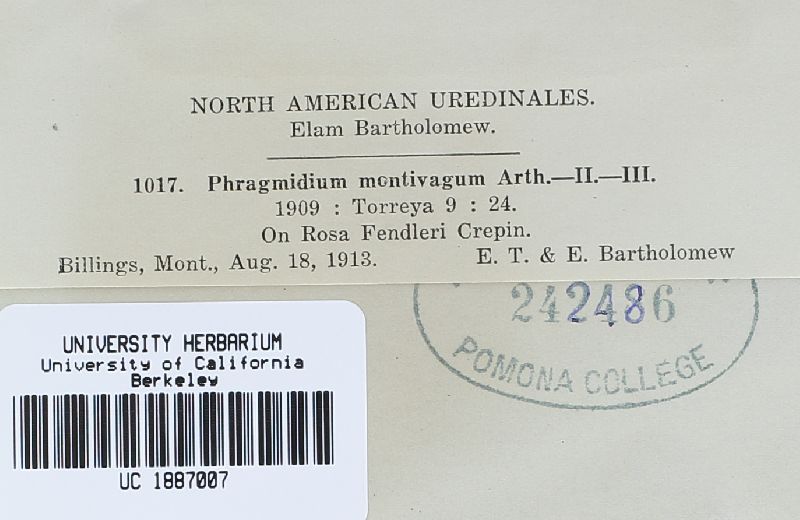 NORTH AMERICAN UREDINALES.
Elam Bartholomew.
1017. Phragmidium montivagum Arth.—II.—III.
1909 : Torreya 9 : 24.
On Rosa Fendleri Crepin.
Billings, Mont., Aug. 18, 1913. E. T. & E. Bartholomew
242486
POMONA COLLEGE
UNIVERSITY HERBARIUM
University of California
Berkeley
UC 1887007